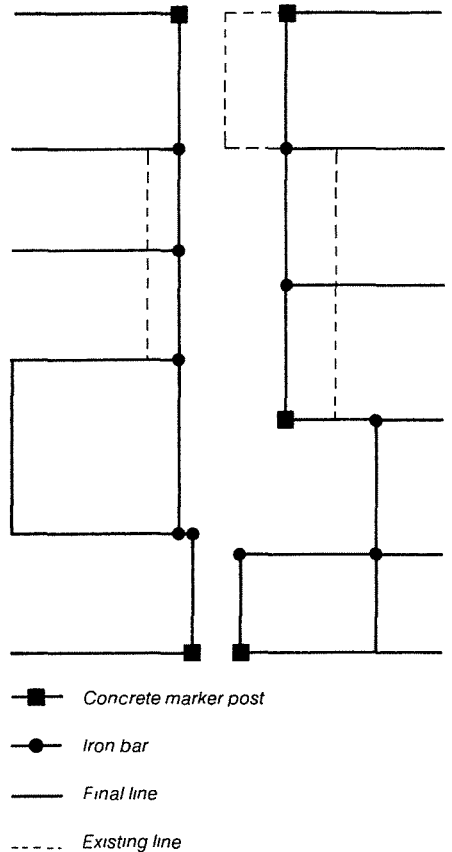 Concrete marker post
Iron bar
Final line
Existing line